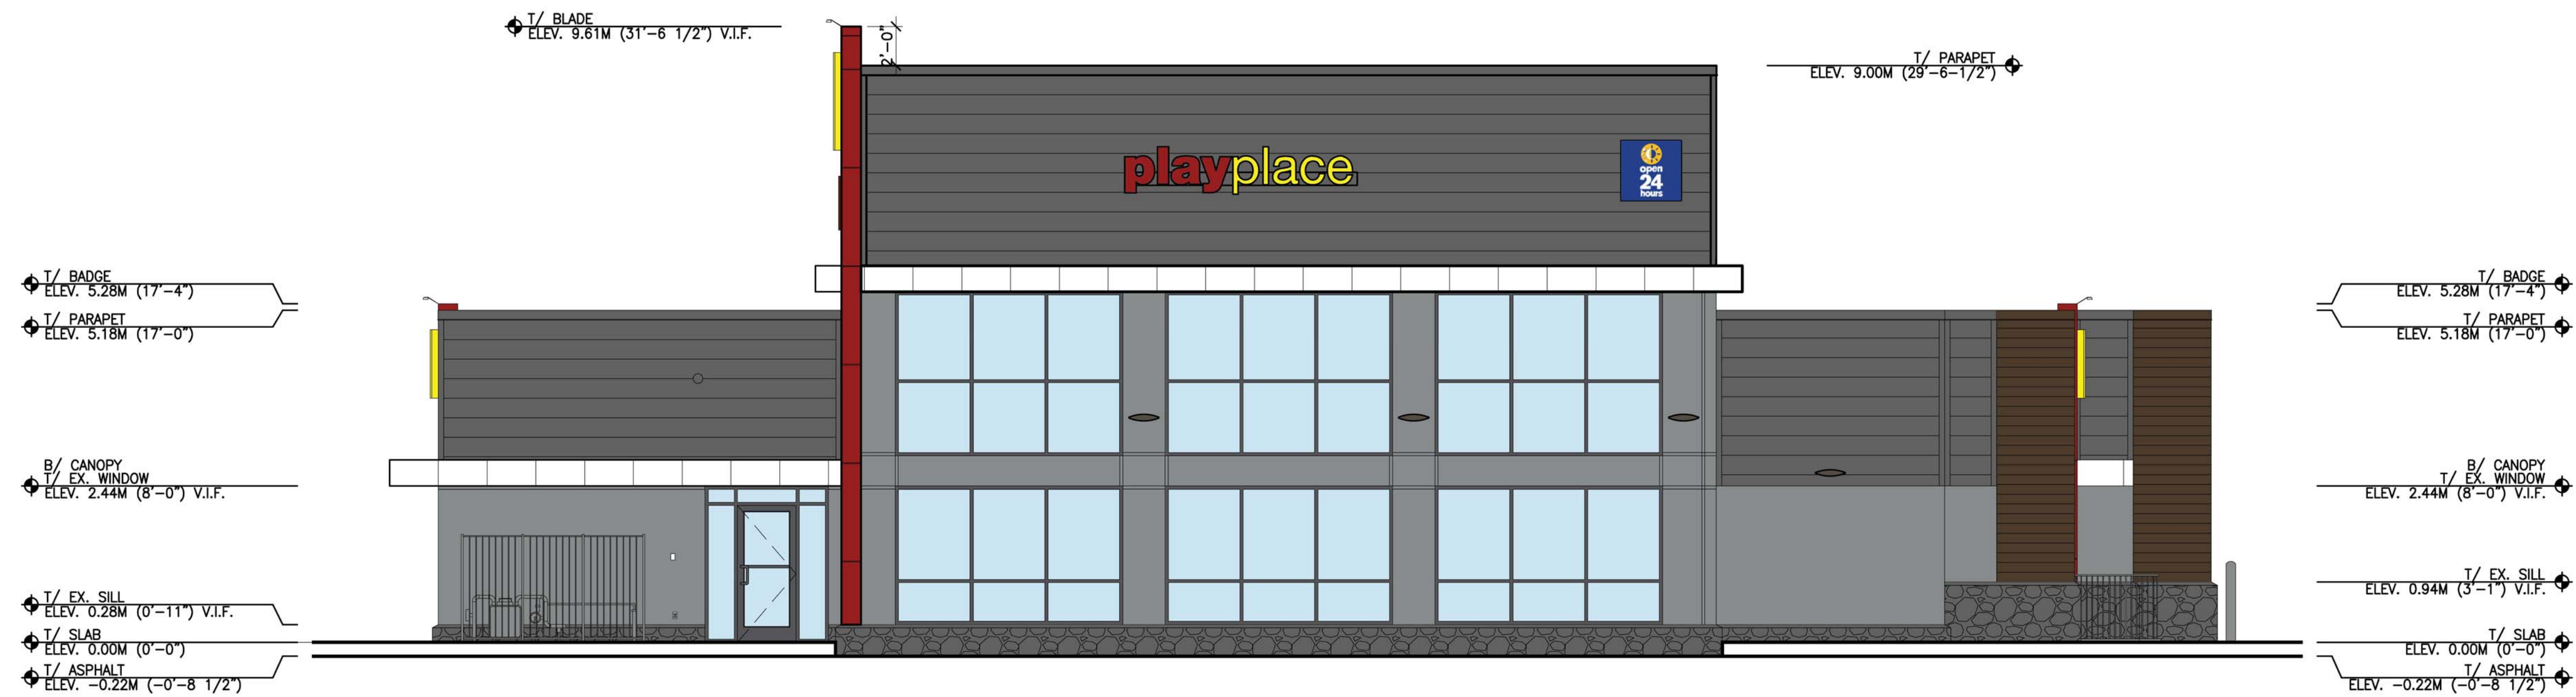 T/ BLADE
ELEV. 9.61M (31'-6 1/2") V.I.F.
2'-0"
T/ PARAPET
ELEV. 9.00M (29'-6-1/2")
playplace
open
24
hours
T/ BADGE
ELEV. 5.28M (17'-4")
T/ PARAPET
ELEV. 5.18M (17'-0")
B/ CANOPY
T/ EX. WINDOW
ELEV. 2.44M (8'-0") V.I.F.
T/ EX. SILL
ELEV. 0.28M (0'-11") V.I.F.
T/ SLAB
ELEV. 0.00M (0'-0")
T/ ASPHALT
ELEV. -0.22M (-0'-8 1/2")
T/ BADGE
ELEV. 5.28M (17'-4")
T/ PARAPET
ELEV. 5.18M (17'-0")
B/ CANOPY
T/ EX. WINDOW
ELEV. 2.44M (8'-0") V.I.F.
T/ EX. SILL
ELEV. 0.94M (3'-1") V.I.F.
T/ SLAB
ELEV. 0.00M (0'-0")
T/ ASPHALT
ELEV. -0.22M (-0'-8 1/2")